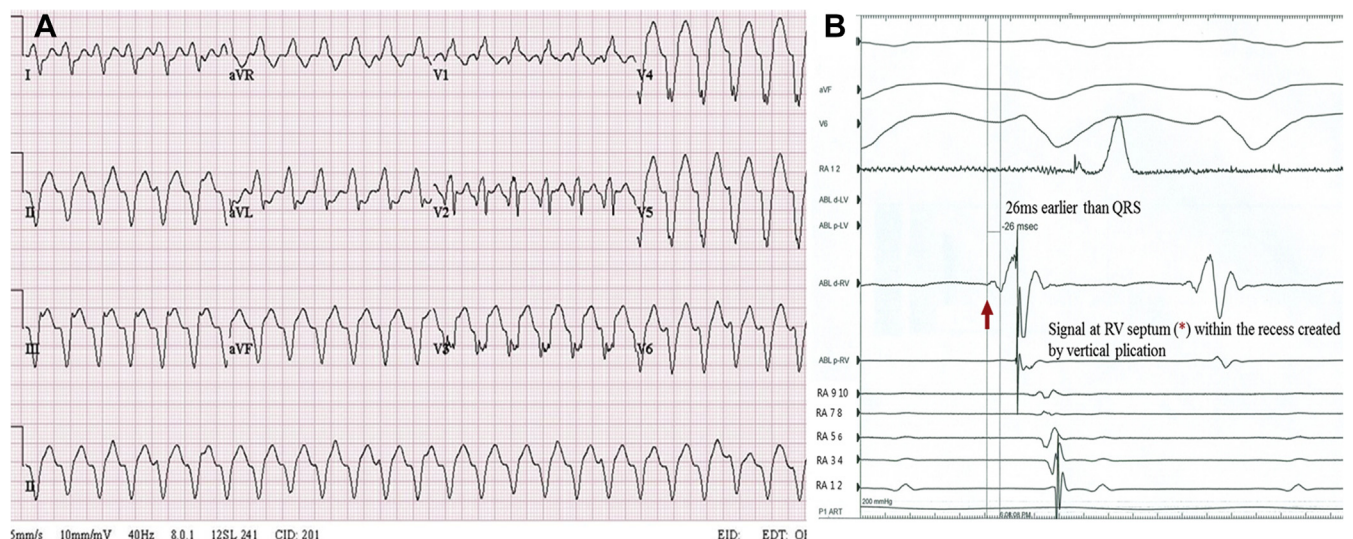 A
I
aVR
V1
V4
II
aVL
V2
V5
III
aVF
V3
V6
II
5mm/s 10mm/mV 40Hz 8.0.1 12SL 241 CID: 201
EID: EDT:
B
aVF
V6
RA 1 2
ABL d-LV
ABL p-LV
26ms earlier than QRS
-26 msec
ABL d-RV
Signal at RV septum (*) within the recess created
by vertical plication
ABL p-RV
RA 9 10
RA 7 8
RA 5 6
RA 3 4
RA 1 2
200 mmHg
P1 ART